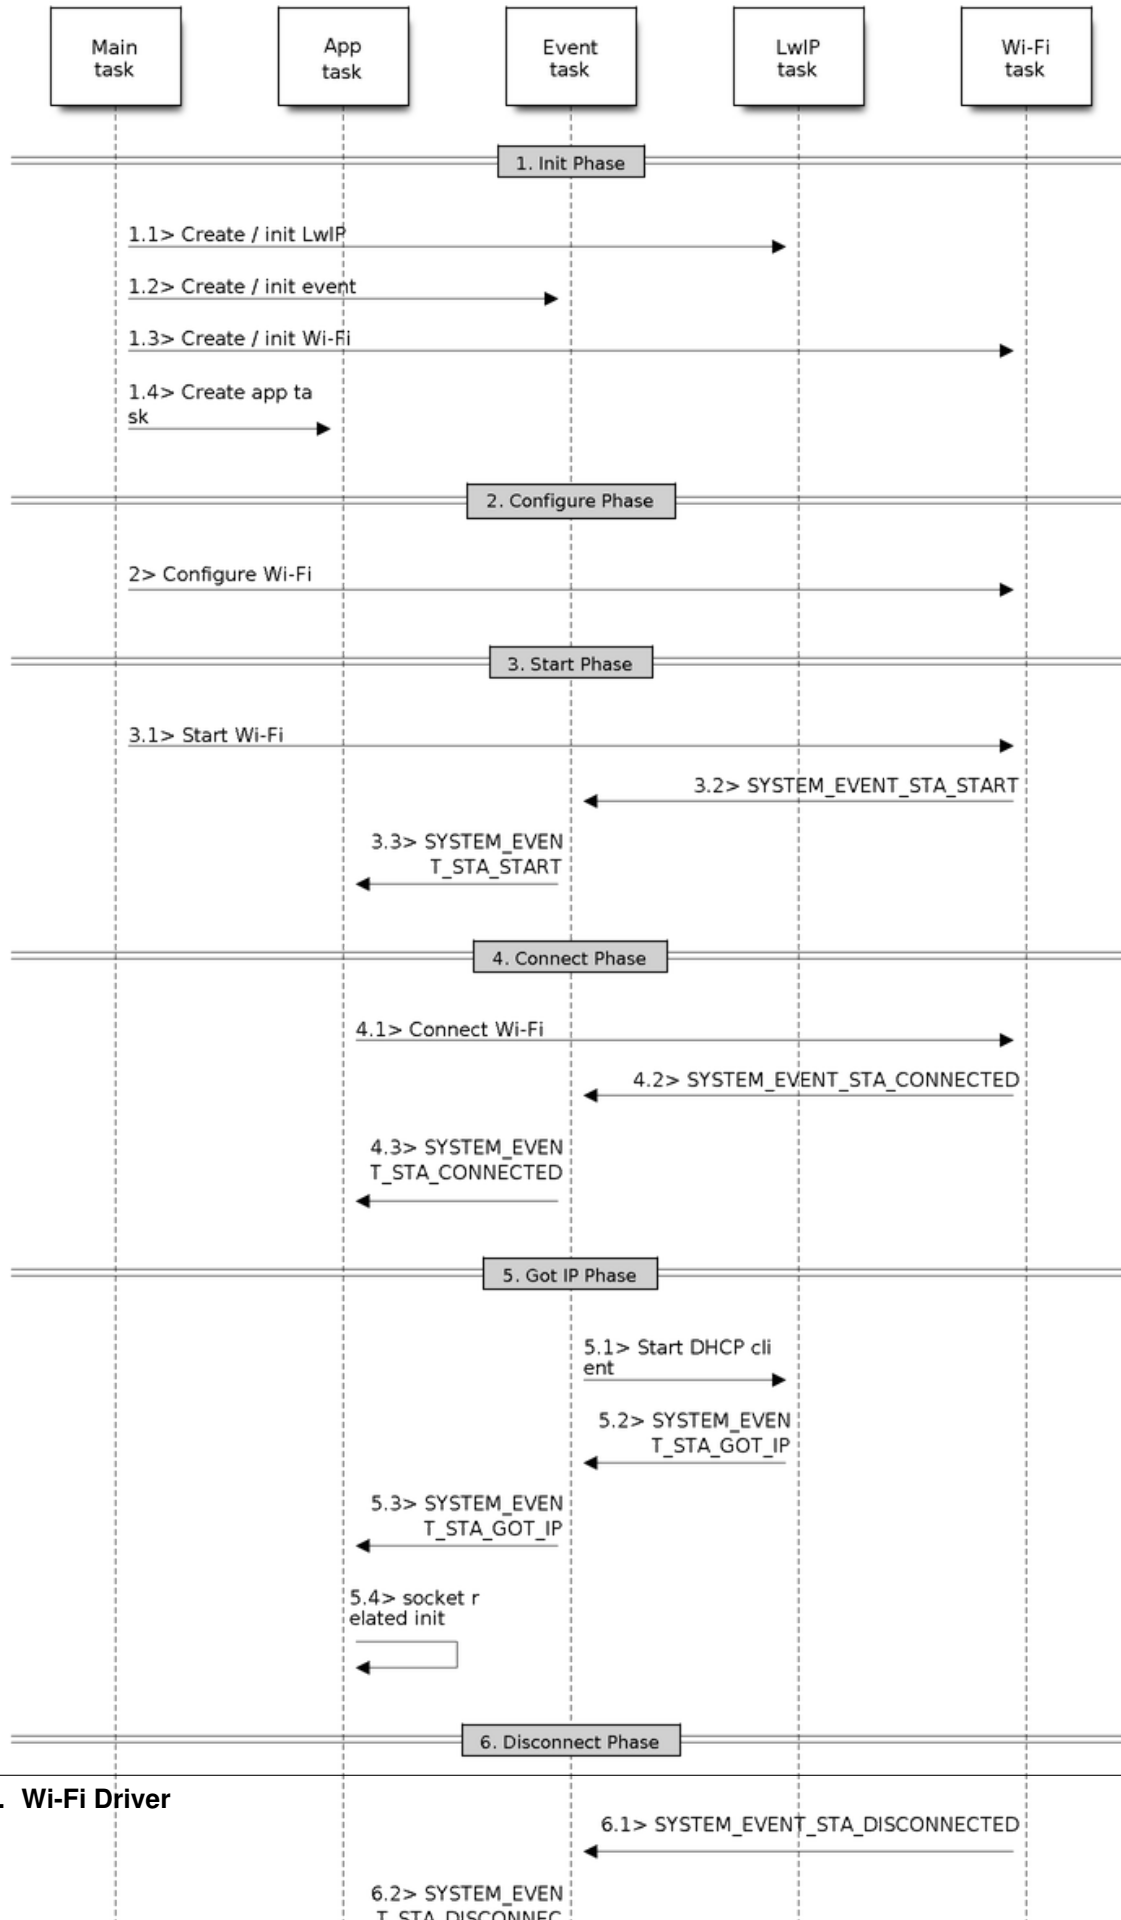 Main
task
App
task
Event
task
LwIP
task
Wi-Fi
task
1. Init Phase
1.1> Create / init LwIP
1.2> Create / init event
1.3> Create / init Wi-Fi
1.4> Create app ta
sk
2. Configure Phase
2> Configure Wi-Fi
3. Start Phase
3.1> Start Wi-Fi
3.2> SYSTEM_EVENT_STA_START
3.3> SYSTEM_EVEN
T_STA_START
4. Connect Phase
4.1> Connect Wi-Fi
4.2> SYSTEM_EVENT_STA_CONNECTED
4.3> SYSTEM_EVEN
T_STA_CONNECTED
5. Got IP Phase
5.1> Start DHCP cli
ent
5.2> SYSTEM_EVEN
T_STA_GOT_IP
5.3> SYSTEM_EVEN
T_STA_GOT_IP
5.4> socket r
elated init
6. Disconnect Phase
. Wi-Fi Driver
6.1> SYSTEM_EVENT_STA_DISCONNECTED
6.2> SYSTEM_EVEN
T_STA_DISCONNEC